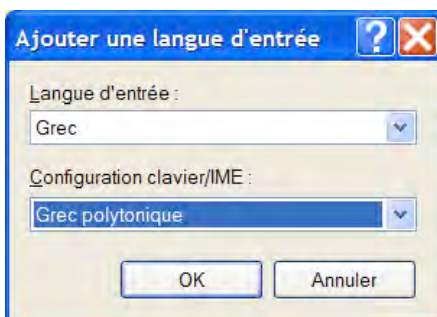 Ajouter une langue d'entrée
Langue d'entrée :
Grec
Configuration clavier/IME :
Grec polytonique
OK Annuler